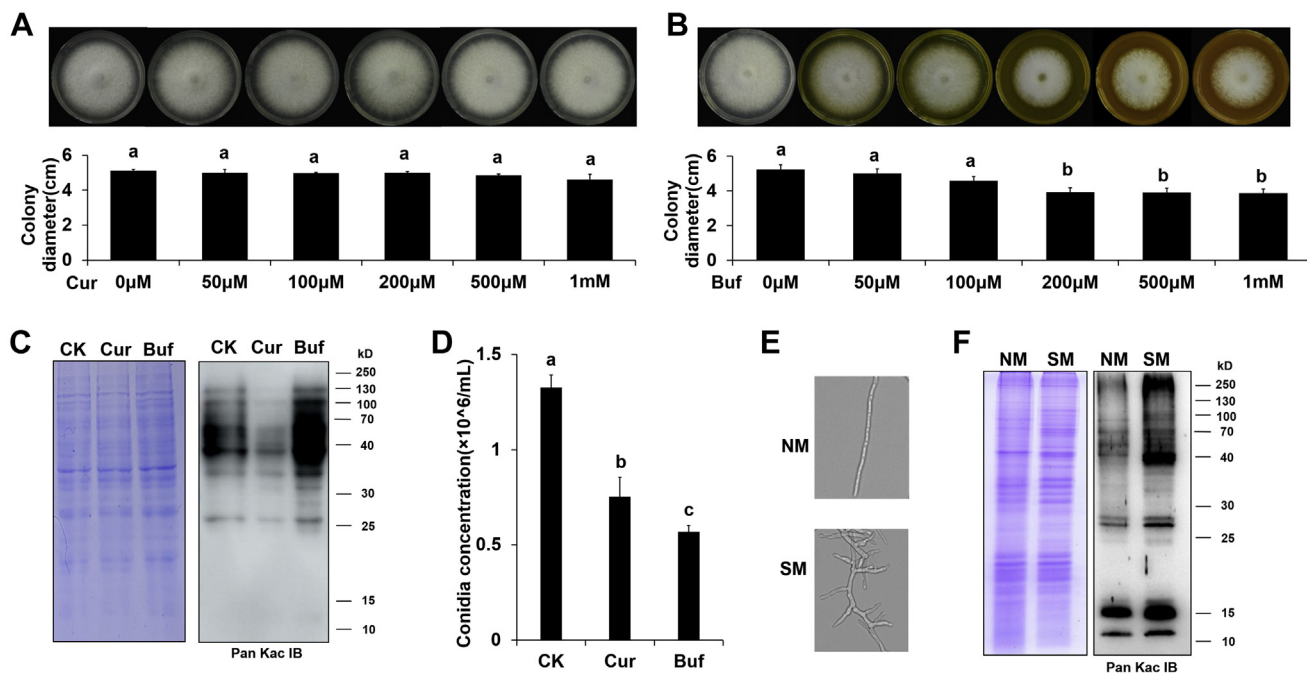 A
a a a a a a
Colony
diameter(cm)
6
4
2
0
Cur 0μM 50μM 100μM 200μM 500μM 1mM
B
a a a b b b
Colony
diameter(cm)
6
4
2
0
Buf 0μM 50μM 100μM 200μM 500μM 1mM
C
CK Cur Buf
CK Cur Buf
kD
250
130
100
70
40
30
25
15
10
Pan Kac IB
D
Conidia concentration(×10^6/mL)
1.5
1
0.5
0
a
b
c
CK Cur Buf
E
NM
SM
F
NM SM
NM SM
kD
250
130
100
70
40
30
25
15
10
Pan Kac IB